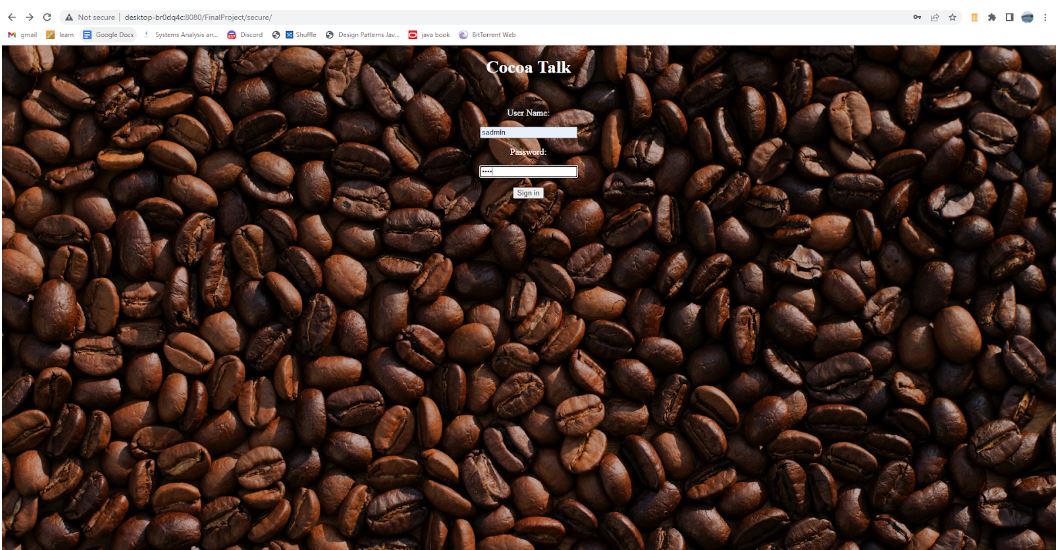 Not secure | desktop-br0dq4c:8080/FinalProject/secure/
gmail learn Google Docs Systems Analysis an... Discord Shuffle Design Patterns Jav... java book BitTorrent Web
Cocoa Talk
User Name:
sadmin
Password:
••••
Sign in